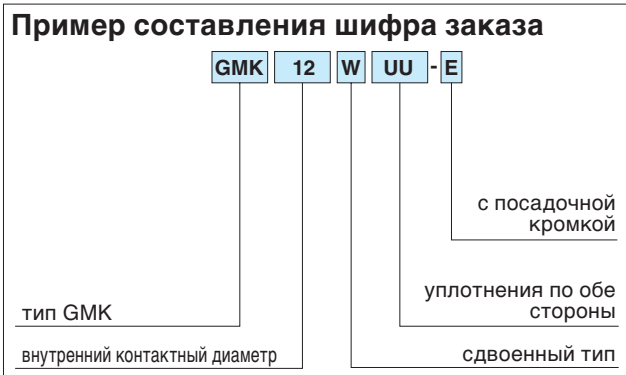 Пример составления шифра заказа
GMK 12 W UU - E
с посадочной
кромкой
уплотнения по обе
стороны
тип GMK
внутренний контактный диаметр
сдвоенный тип